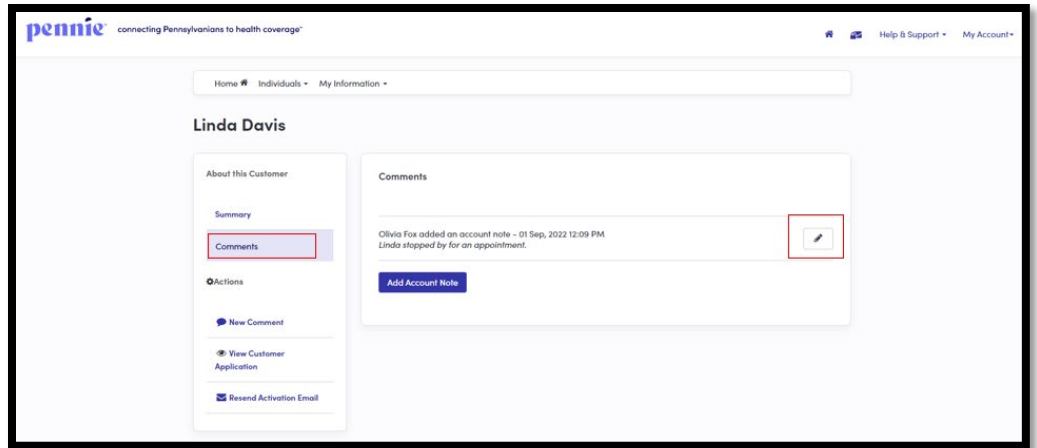 pennie connecting Pennsylvanians to health coverage™
Help & Support
My Account
Home Individuals My Information
Linda Davis
About this Customer
Summary
Comments
Actions
New Comment
View Customer
Application
Resend Activation Email
Comments
Olivia Fox added an account note - 01 Sep, 2022 12:09 PM
Linda stopped by for an appointment.
Add Account Note